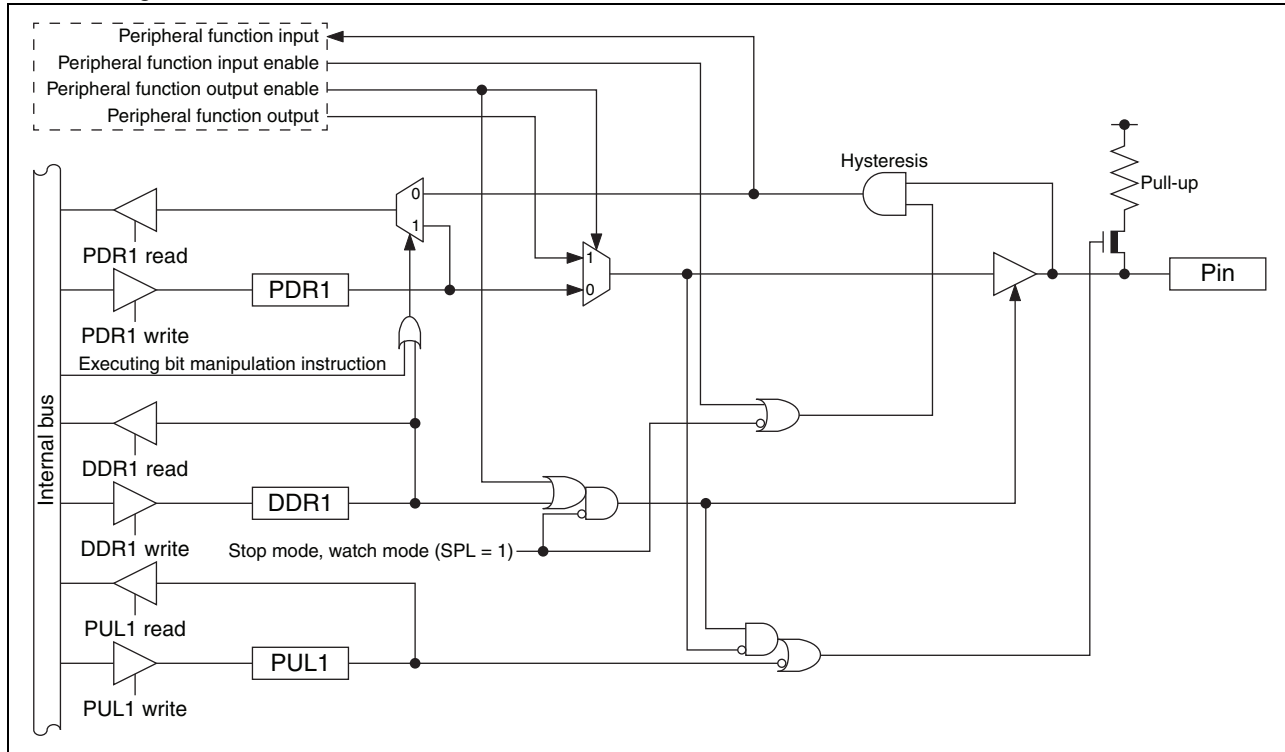 Peripheral function input
Peripheral function input enable
Peripheral function output enable
Peripheral function output
Hysteresis
Pull-up
0
1
PDR1 read
1
0
Pin
PDR1
PDR1 write
Executing bit manipulation instruction
Internal bus
DDR1 read
DDR1
DDR1 write
Stop mode, watch mode (SPL = 1)
PUL1 read
PUL1
PUL1 write